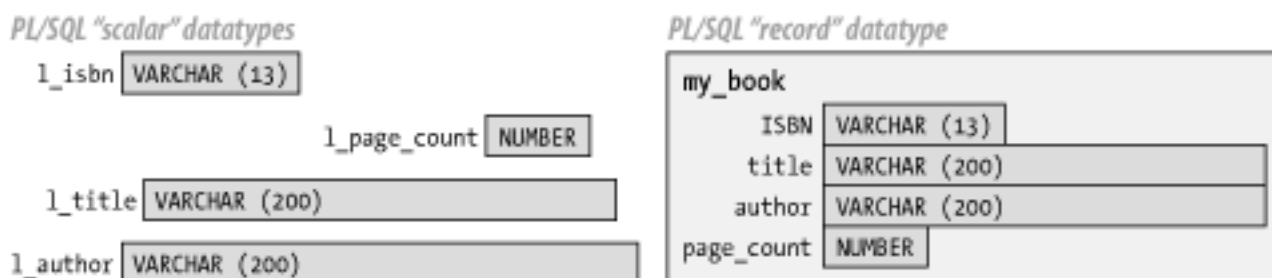 PL/SQL “scalar” datatypes
l_isbn VARCHAR (13)
l_page_count NUMBER
l_title VARCHAR (200)
l_author VARCHAR (200)
PL/SQL “record” datatype
my_book
ISBN VARCHAR (13)
title VARCHAR (200)
author VARCHAR (200)
page_count NUMBER